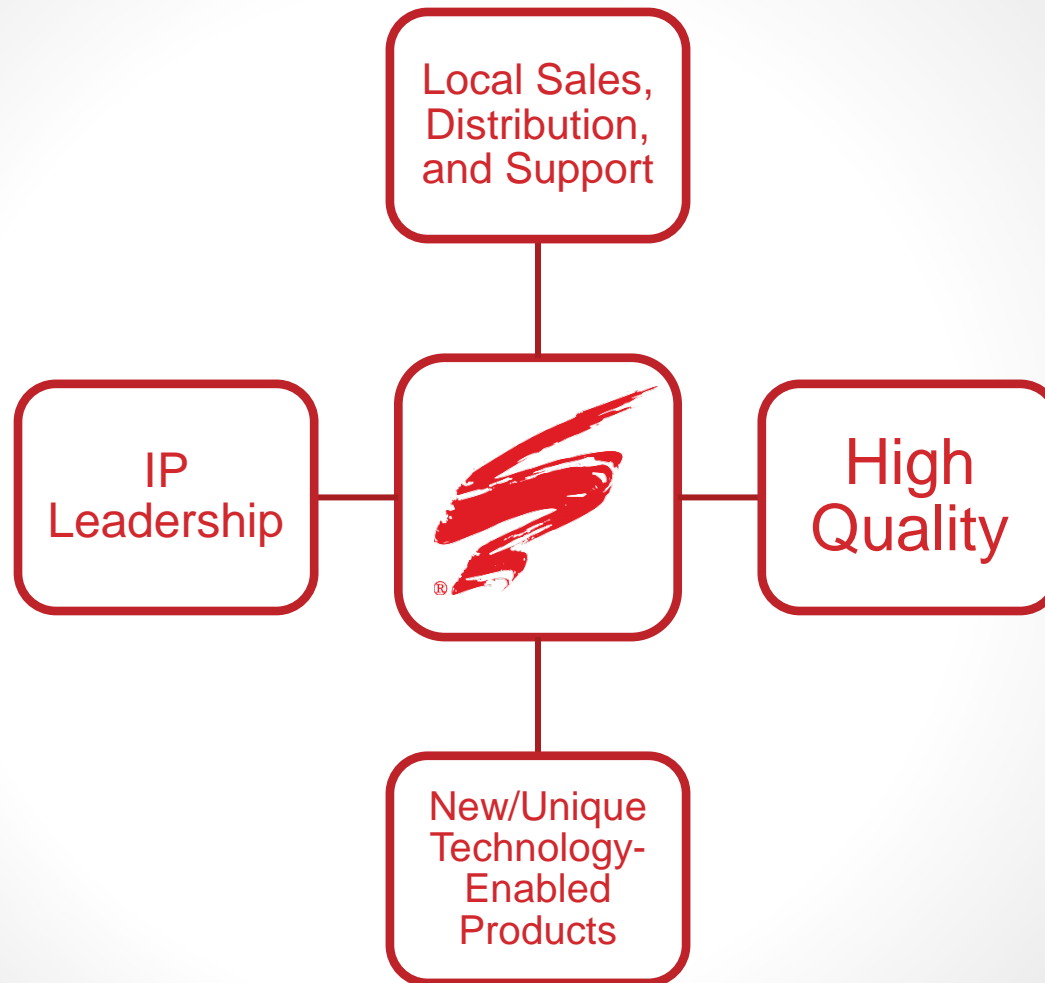 Local Sales,
Distribution,
and Support
IP
Leadership
®
High
Quality
New/Unique
Technology-
Enabled
Products